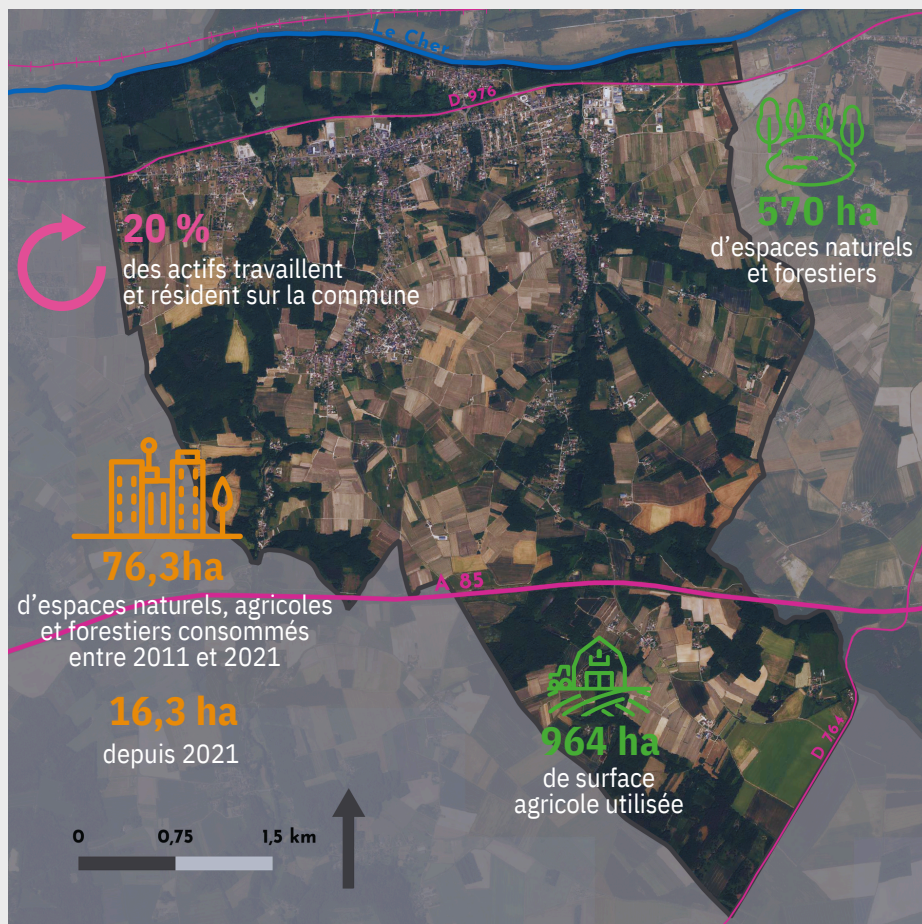 Le Cher
D 976
570 ha
d'espaces naturels
et forestiers
20 %
des actifs travaillent
et résident sur la commune
76,3ha
d'espaces naturels, agricoles
et forestiers consommés
entre 2011 et 2021
16,3 ha
depuis 2021
A 85
964 ha
de surface
agricole utilisée
D 764
0 0,75 1,5 km